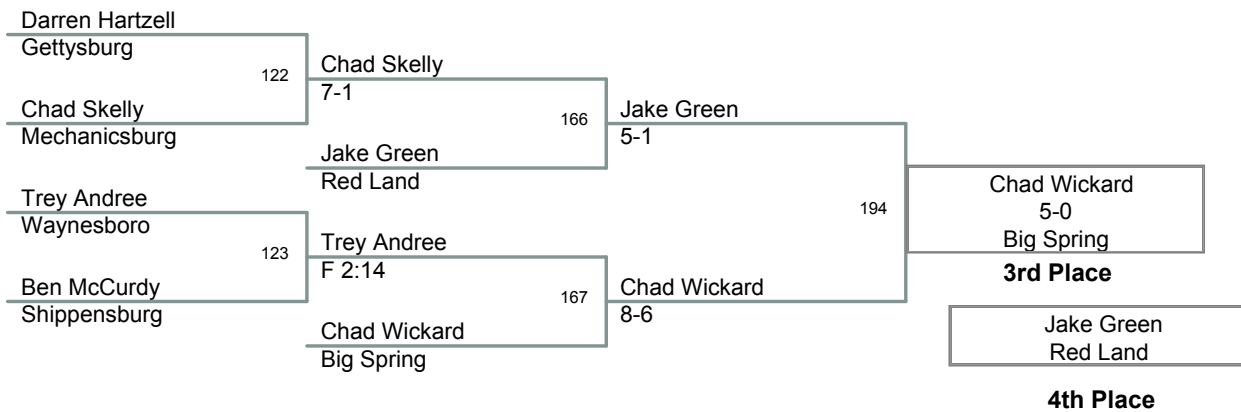 Darren Hartzell
Gettysburg
122
Chad Skelly
7-1
Chad Skelly
Mechanicsburg
166
Jake Green
5-1
Jake Green
Red Land
Trey Andree
Waynesboro
123
Trey Andree
F 2:14
Ben McCurdy
Shippensburg
167
Chad Wickard
8-6
Chad Wickard
Big Spring
194
Chad Wickard
5-0
Big Spring
3rd Place
Jake Green
Red Land
4th Place